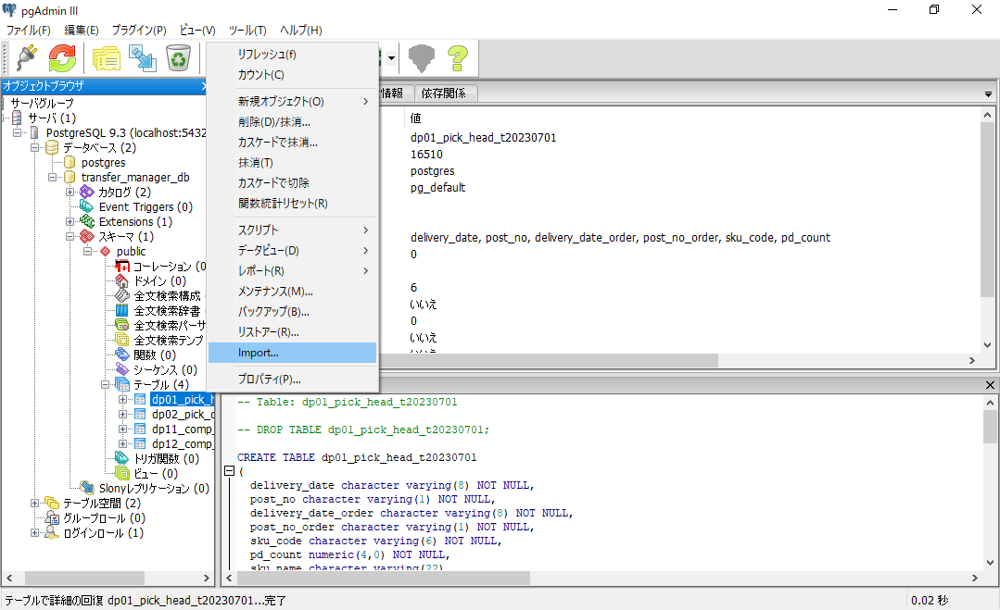 pgAdmin III
ファイル(F) 編集(E) プラグイン(P) ビュー(V) ツール(T) ヘルプ(H)
オブジェクトブラウザ
サーバグループ
サーバ (1)
PostgreSQL 9.3 (localhost:5432
データベース (2)
postgres
transfer_manager_db
カタログ (2)
Event Triggers (0)
Extensions (1)
スキーマ (1)
public
コーレーション (0
ドメイン (0)
全文検索構成
全文検索辞書
全文検索パーサ
全文検索テンプ
関数 (0)
シーケンス (0)
テーブル (4)
dp01_pick_h
dp02_pick_d
dp11_comp_
dp12_comp_
トリガ関数 (0)
ビュー (0)
Slonyレプリケーション (0)
テーブル空間 (2)
グループロール (0)
ログインロール (1)
リフレッシュ(f)
カウント(C)
新規オブジェクト(O)
削除(D)/抹消...
カスケードで抹消...
抹消(T)
カスケードで切除
関数統計リセット(R)
スクリプト
データビュー(D)
レポート(R)
メンテナンス(M)...
バックアップ(B)...
リストアー(R)...
Import...
プロパティ(P)...
情報 依存関係
値
dp01_pick_head_t20230701
16510
postgres
pg_default
delivery_date, post_no, delivery_date_order, post_no_order, sku_code, pd_count
0
6
いいえ
0
いいえ
いいえ
-- Table: dp01_pick_head_t20230701
-- DROP TABLE dp01_pick_head_t20230701;
CREATE TABLE dp01_pick_head_t20230701
(
delivery_date character varying(8) NOT NULL,
post_no character varying(1) NOT NULL,
delivery_date_order character varying(8) NOT NULL,
post_no_order character varying(1) NOT NULL,
sku_code character varying(6) NOT NULL,
pd_count numeric(4,0) NOT NULL,
sku_name character varying(22)
テーブルで詳細の回復 dp01_pick_head_t20230701...完了 0.02 秒